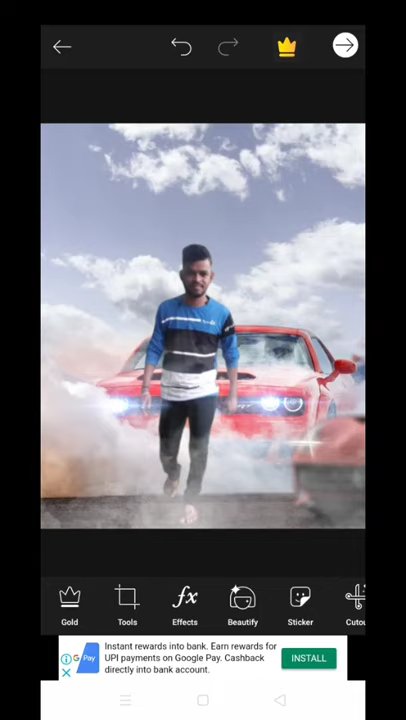 Gold
Tools
Effects
Beautify
Sticker
Cutou
Pay
Instant rewards into bank. Earn rewards for
UPI payments on Google Pay. Cashback
directly into bank account.
INSTALL